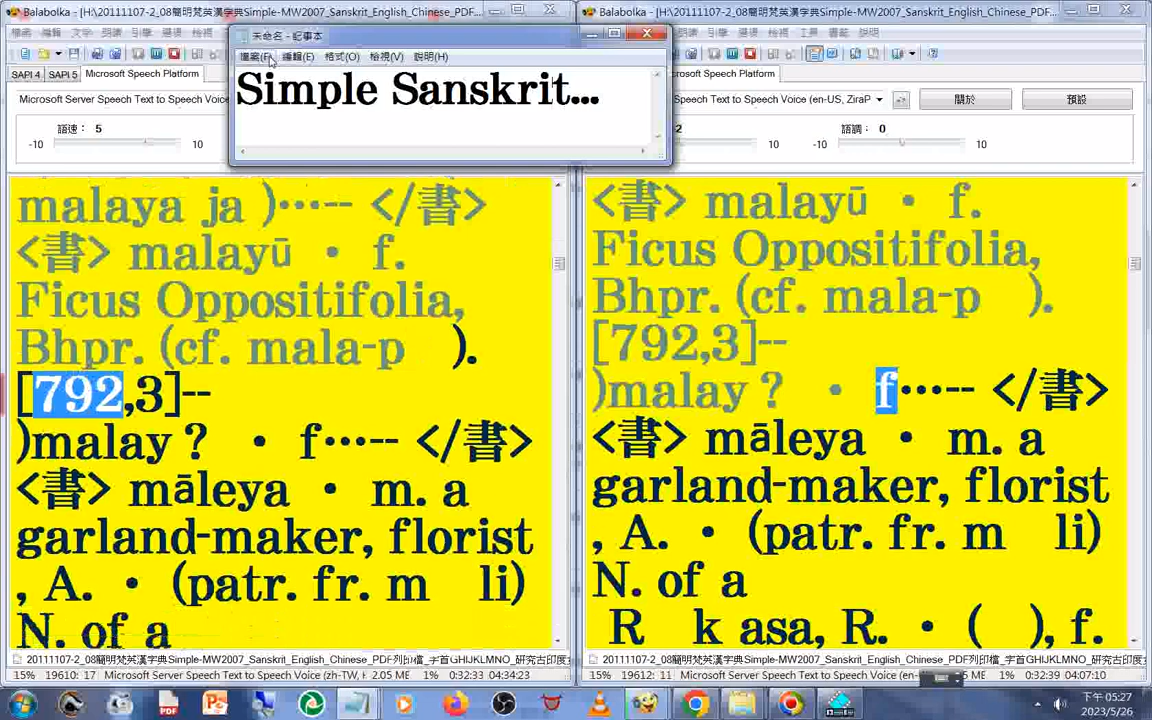 Balabolka - [H:\20111107-2_08簡明梵英漢字典Simple-MW2007_Sanskrit_English_Chinese_PDF...
Balabolka - [H:\20111107-2_08簡明梵英漢字典Simple-MW2007_Sanskrit_English_Chinese_PDF...
未命名 - 記事本
檔案(F) 編輯(E) 格式(O) 檢視(V) 說明(H)
Simple Sanskrit...
SAPI 4 SAPI 5 Microsoft Speech Platform
Microsoft Server Speech Text to Speech Voice
語速： 5
-10 10
Speech Platform
Speech Text to Speech Voice (en-US, ZiraP
關於 預設
2 語調： 0
10 -10 10
malaya ja )…-- </書>
<書> malayū • f.
Ficus Oppositifolia,
Bhpr. (cf. mala-p ).
[792,3]--
)malay？ • f…-- </書>
<書> māleya • m. a
garland-maker, florist
, A. • (patr. fr. m li)
N. of a
<書> malayū • f.
Ficus Oppositifolia,
Bhpr. (cf. mala-p ).
[792,3]--
)malay？ • f…-- </書>
<書> māleya • m. a
garland-maker, florist
, A. • (patr. fr. m li)
N. of a
R k asa, R. • ( ), f.
20111107-2_08簡明梵英漢字典Simple-MW2007_Sanskrit_English_Chinese_PDF列印檔_字首GHIJKLMNO_研究古印度
20111107-2_08簡明梵英漢字典Simple-MW2007_Sanskrit_English_Chinese_PDF列印檔_字首GHIJKLMNO_研究古印度
15% 19610: 17 Microsoft Server Speech Text to Speech Voice (zh-TW, H 2.05 ME 1% 0:32:33 04:34:23
15% 19612: 11 Microsoft Server Speech Text to Speech Voice 1% 0:32:39 04:07:10
下午 05:27
2023/5/26